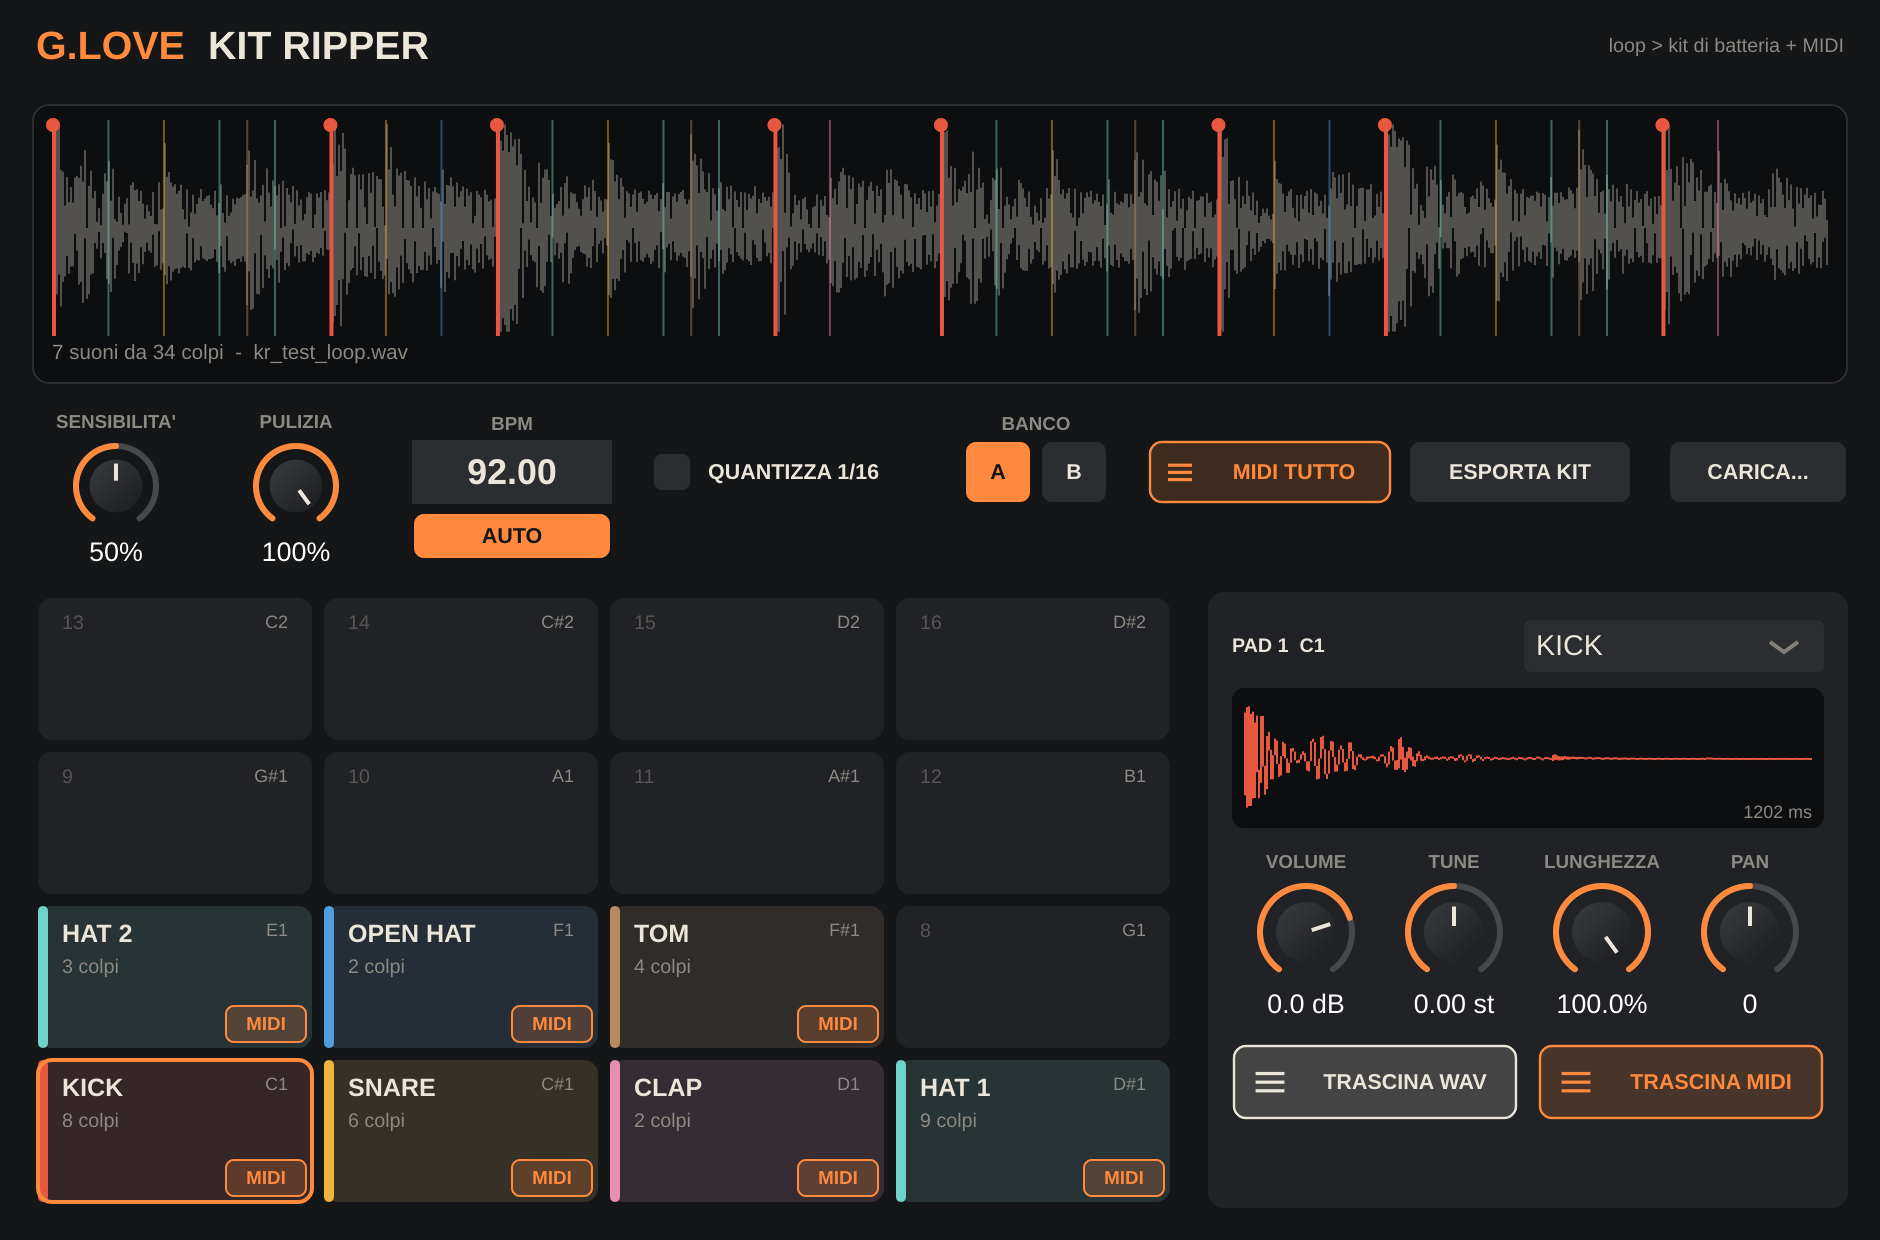 G.LOVE KIT RIPPER
loop > kit di batteria + MIDI
7 suoni da 34 colpi - kr_test_loop.wav
SENSIBILITA'
PULIZIA
BPM
BANCO
92.00
QUANTIZZA 1/16
A
B
MIDI TUTTO
ESPORTA KIT
CARICA...
AUTO
50%
100%
13
C2
14
C#2
15
D2
16
D#2
9
G#1
10
A1
11
A#1
12
B1
HAT 2
E1
3 colpi
MIDI
OPEN HAT
F1
2 colpi
MIDI
TOM
F#1
4 colpi
MIDI
8
G1
KICK
C1
8 colpi
MIDI
SNARE
C#1
6 colpi
MIDI
CLAP
D1
2 colpi
MIDI
HAT 1
D#1
9 colpi
MIDI
PAD 1 C1
KICK
1202 ms
VOLUME
TUNE
LUNGHEZZA
PAN
0.0 dB
0.00 st
100.0%
0
TRASCINA WAV
TRASCINA MIDI